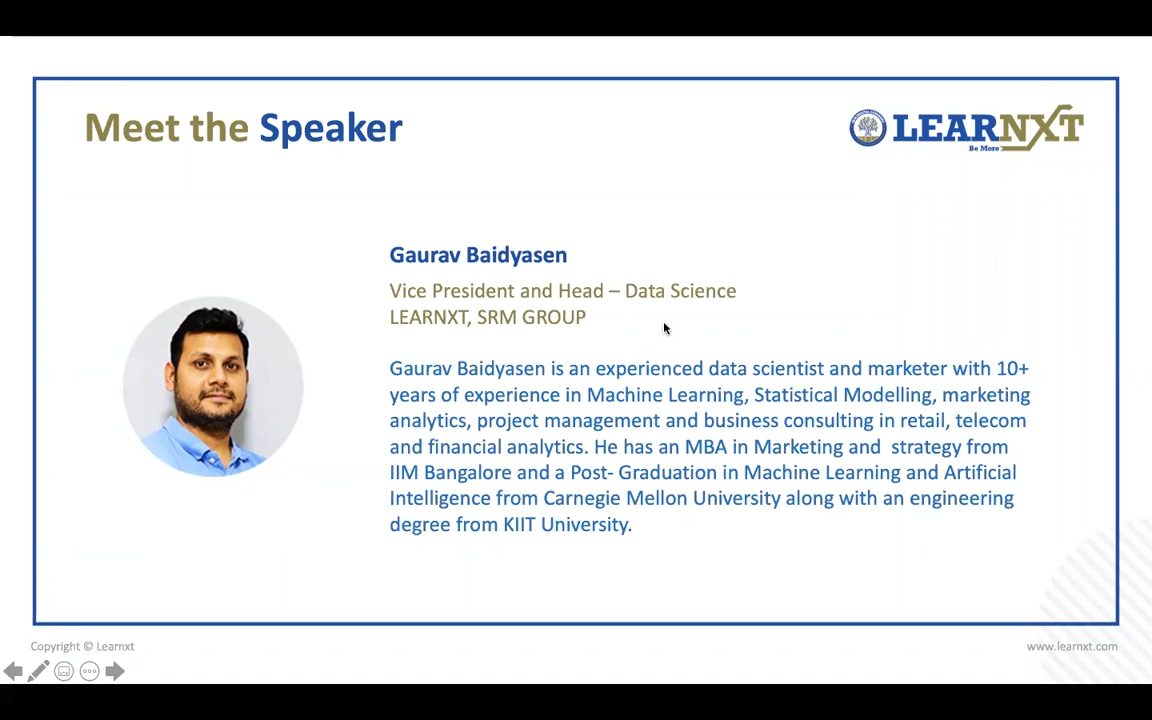 Meet the Speaker
LEARNXT
Be More
Gaurav Baidyasen
Vice President and Head – Data Science
LEARNXT, SRM GROUP
Gaurav Baidyasen is an experienced data scientist and marketer with 10+
years of experience in Machine Learning, Statistical Modelling, marketing
analytics, project management and business consulting in retail, telecom
and financial analytics. He has an MBA in Marketing and  strategy from
IIM Bangalore and a Post- Graduation in Machine Learning and Artificial
Intelligence from Carnegie Mellon University along with an engineering
degree from KIIT University.
Copyright © Learnxt
www.learnxt.com